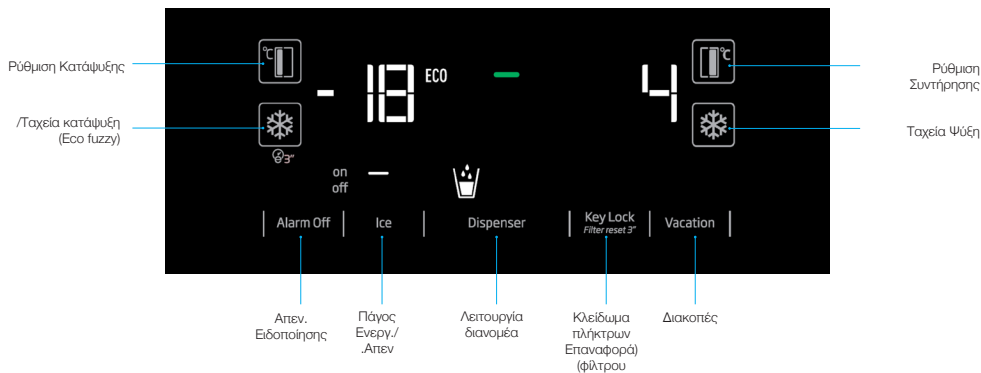 Ρύθμιση Κατάψυξης
/Ταχεία κατάψυξη
(Eco fuzzy)
°C
- 18
ECO
4
°C
3"
on
off
Alarm Off
Ice
Dispenser
Key Lock
Filter reset 3"
Vacation
Ρύθμιση
Συντήρησης
Ταχεία Ψύξη
Απεν.
Ειδοποίησης
Πάγος
Ενεργ./
.Απεν
Λειτουργία
διανομέα
Κλείδωμα
πλήκτρων
Επαναφορά)
(φίλτρου
Διακοπές